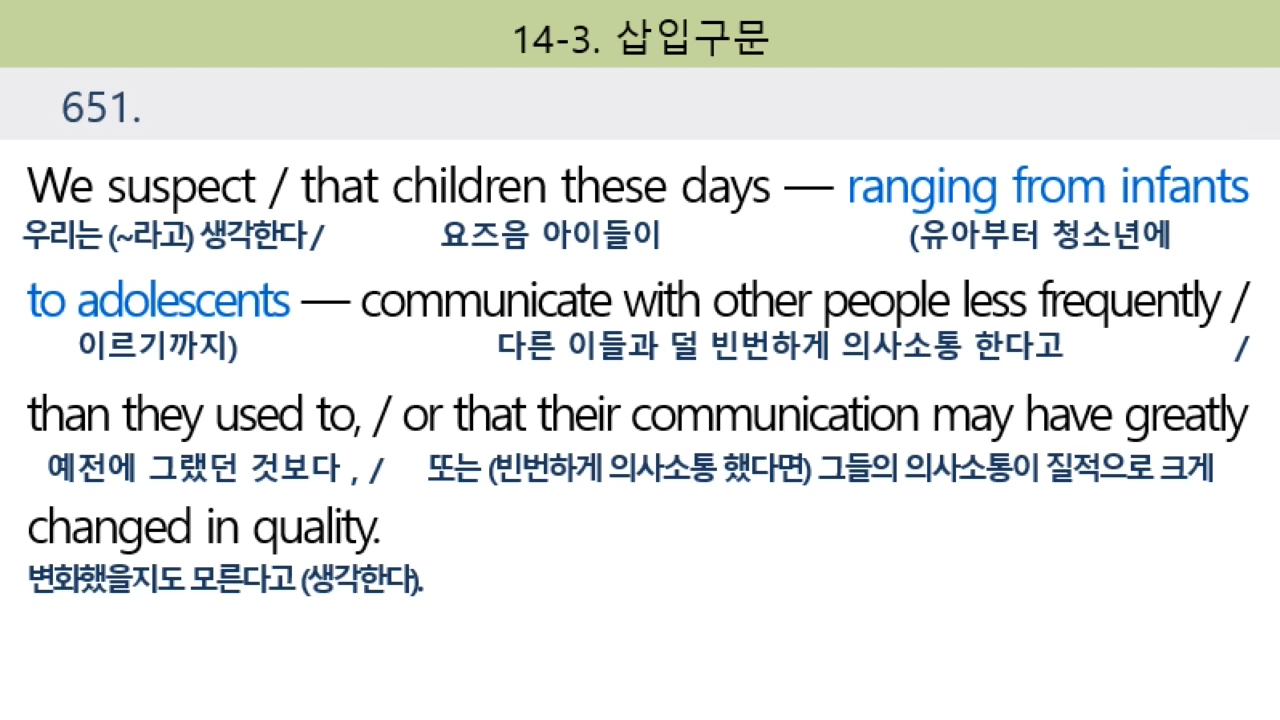 14-3. 삽입구문
651.
We suspect / that children these days — ranging from infants
우리는 (~라고) 생각한다 / 요즈음 아이들이 (유아부터 청소년에
to adolescents — communicate with other people less frequently /
이르기까지) 다른 이들과 덜 빈번하게 의사소통 한다고 /
than they used to, / or that their communication may have greatly
예전에 그랬던 것보다 , / 또는 (빈번하게 의사소통 했다면) 그들의 의사소통이 질적으로 크게
changed in quality.
변화했을지도 모른다고 (생각한다).